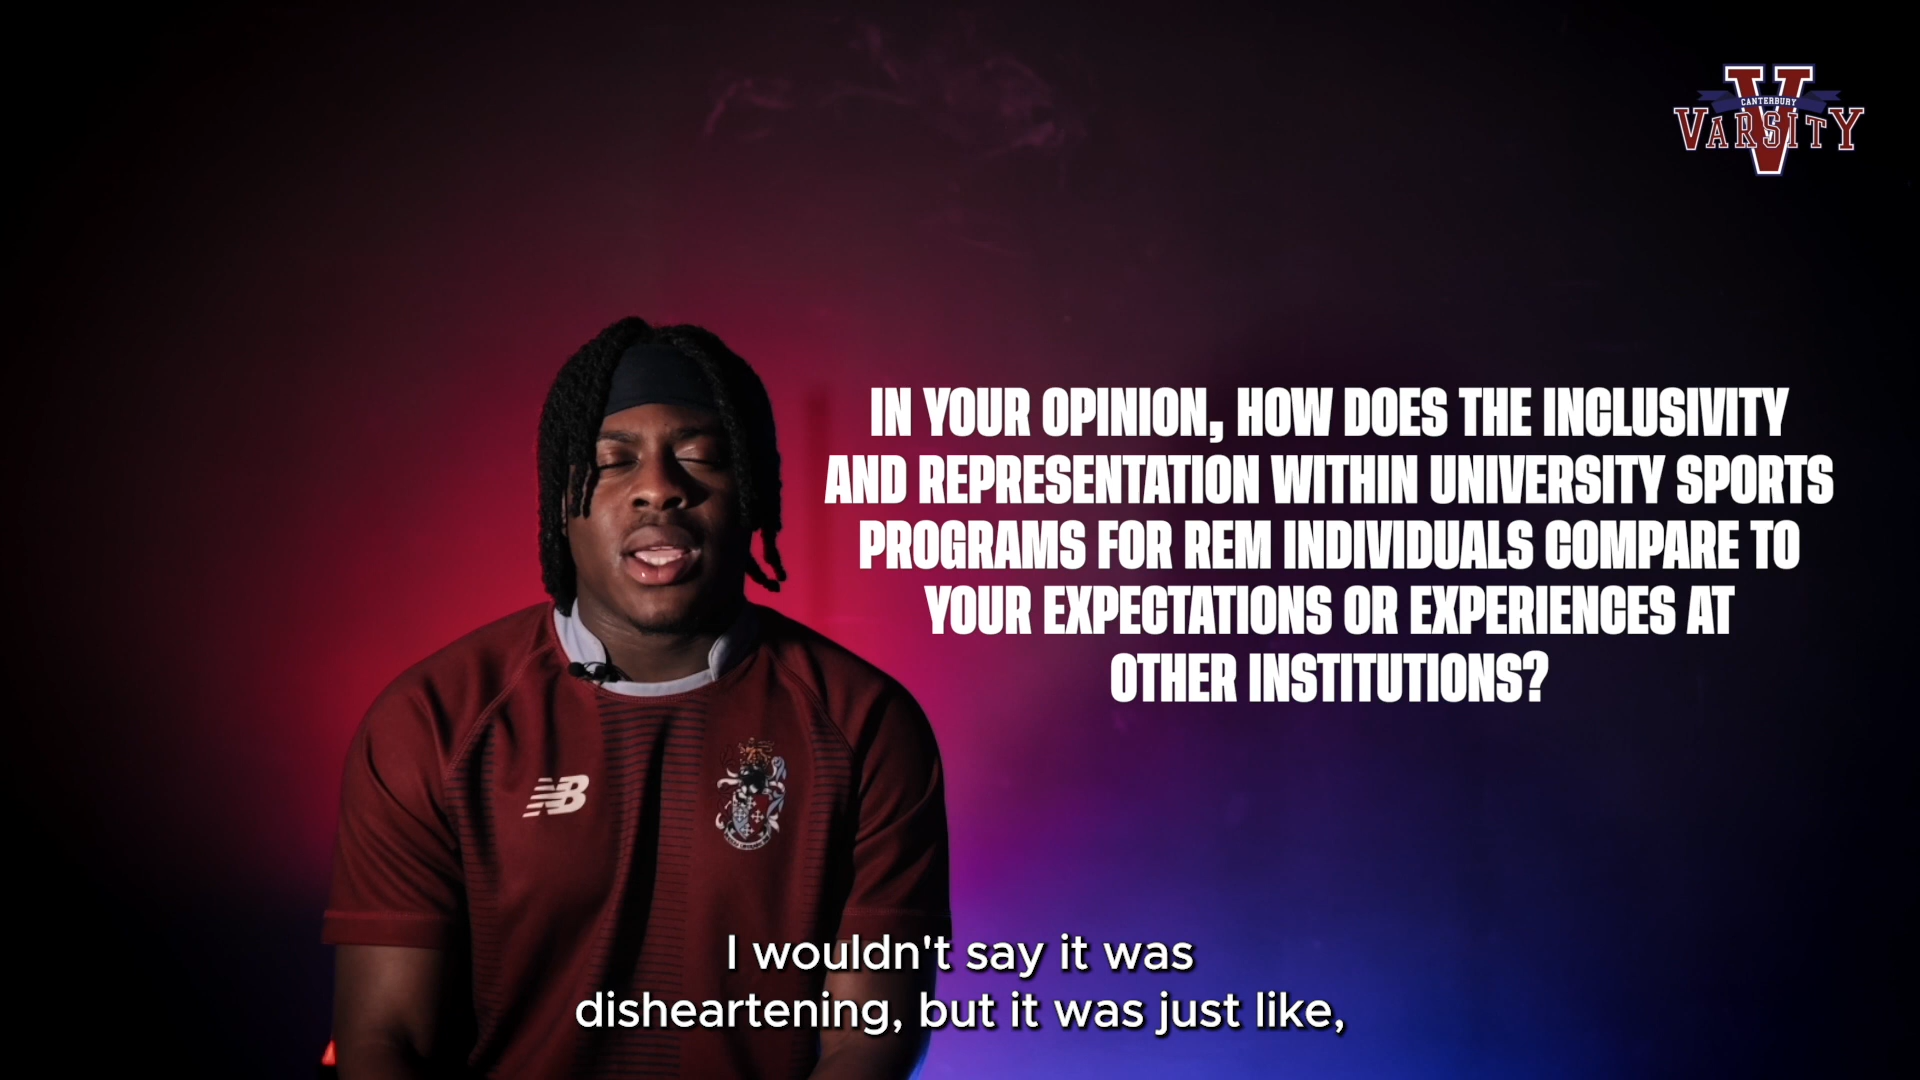 CANTERBURY
VARSITY
IN YOUR OPINION, HOW DOES THE INCLUSIVITY
AND REPRESENTATION WITHIN UNIVERSITY SPORTS
PROGRAMS FOR REM INDIVIDUALS COMPARE TO
YOUR EXPECTATIONS OR EXPERIENCES AT
OTHER INSTITUTIONS?
NB
I wouldn't say it was
disheartening, but it was just like,